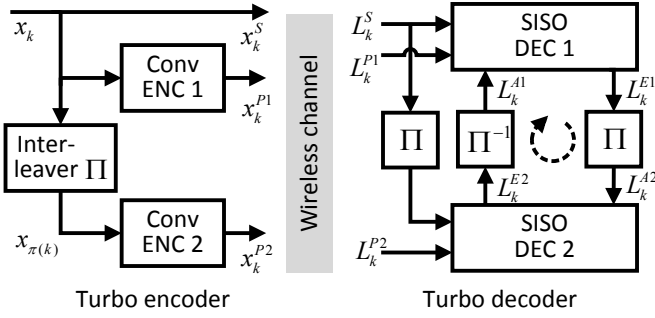 x_k
x_k^S
Conv
ENC 1
x_k^{P1}
Inter-
leaver Π
x_{π(k)}
Conv
ENC 2
x_k^{P2}
Turbo encoder
Wireless channel
L_k^S
L_k^{P1}
SISO
DEC 1
L_k^{A1}
L_k^{E1}
Π
Π^{-1}
Π
L_k^{E2}
L_k^{A2}
SISO
DEC 2
L_k^{P2}
Turbo decoder